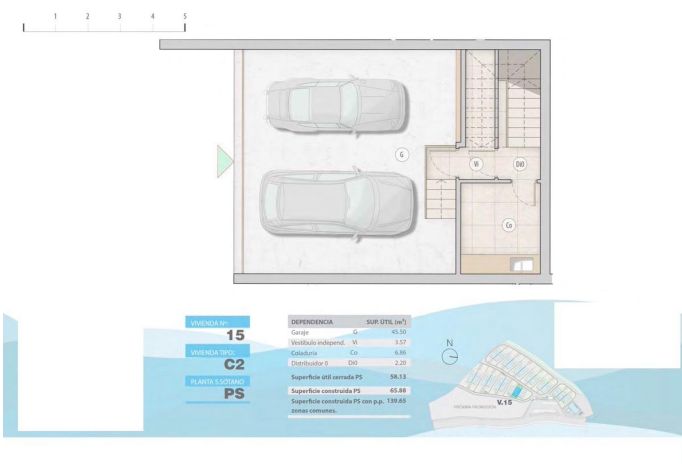 1 2 3 4 5
G
Vi
Di0
Co
VIVIENDA Nº:
15
VIVIENDA TIPO:
C2
PLANTA S.SÓTANO
PS
DEPENDENCIA SUP. ÚTIL (m²)
Garaje G 45.50
Vestíbulo independ. Vi 3.57
Coladuría Co 6.86
Distribuidor 0 Di0 2.20
Superficie útil cerrada PS 58.13
Superficie construida PS 65.88
Superficie construida PS con p.p. 139.65
zonas comunes.
N
V.15